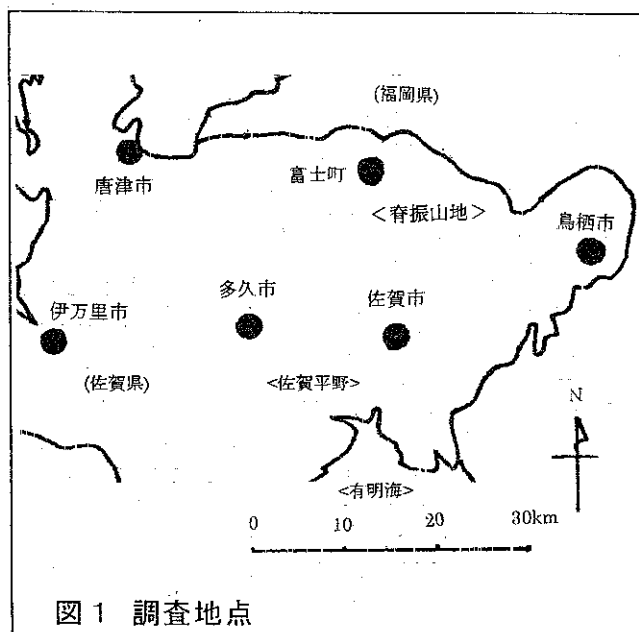 (福岡県)
唐津市
富士町
<脊振山地>
鳥栖市
伊万里市
多久市
佐賀市
(佐賀県)
<佐賀平野>
N
<有明海>
0 10 20 30km
図1 調査地点